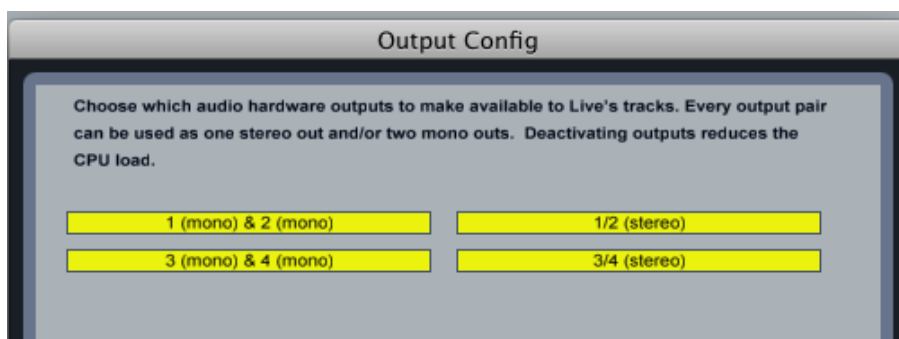 Output Config
Choose which audio hardware outputs to make available to Live's tracks. Every output pair
can be used as one stereo out and/or two mono outs.  Deactivating outputs reduces the
CPU load.
1 (mono) & 2 (mono)
1/2 (stereo)
3 (mono) & 4 (mono)
3/4 (stereo)